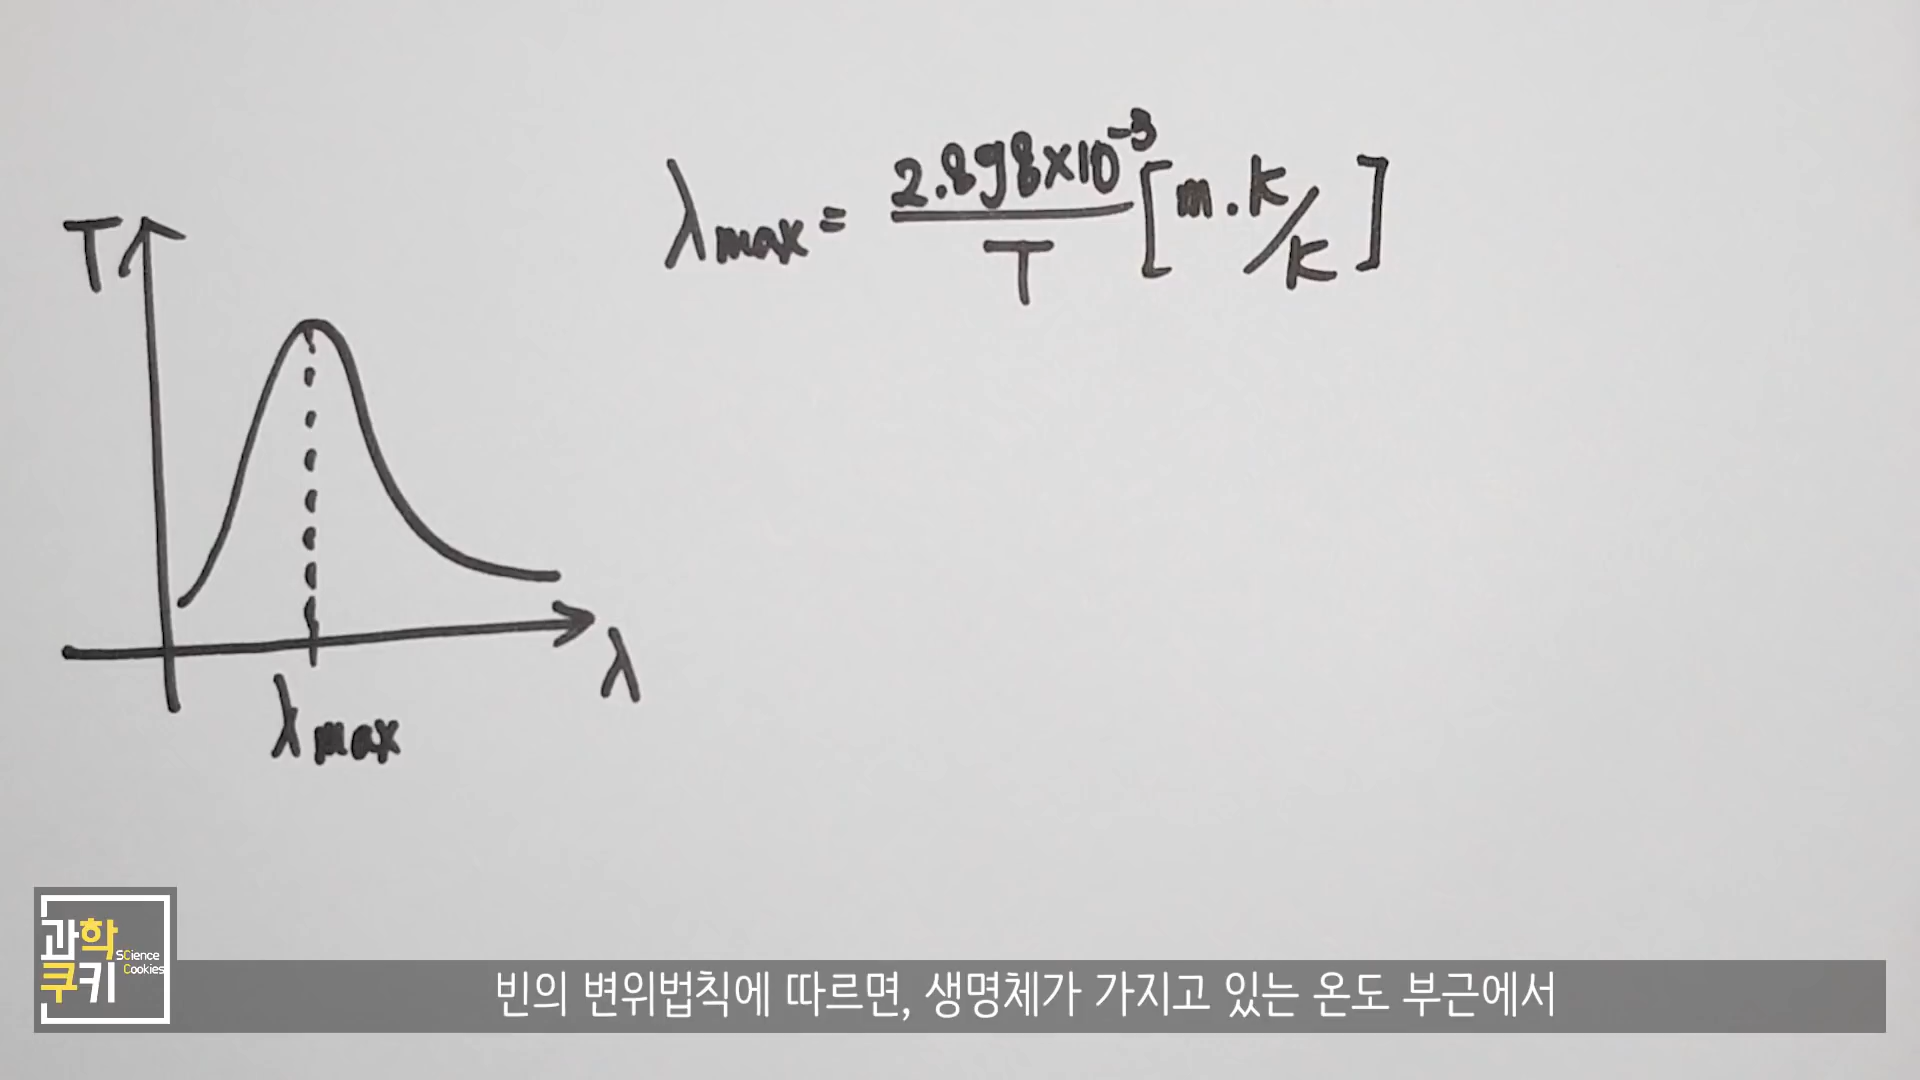 λmax = 2.898×10⁻³/T [m·K/K]
T
λ
λmax
과학
쿠키
SCience
Cookies
빈의 변위법칙에 따르면, 생명체가 가지고 있는 온도 부근에서